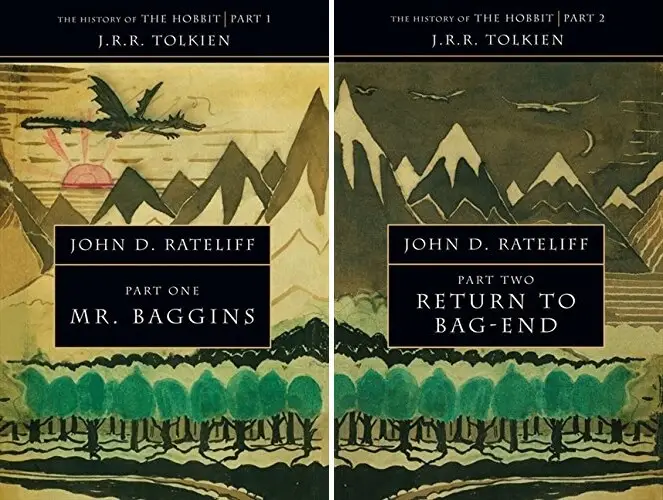 THE HISTORY OF THE HOBBIT | PART 1
J.R.R. TOLKIEN
JOHN D. RATELIFF
PART ONE
MR. BAGGINS
THE HISTORY OF THE HOBBIT | PART 2
J.R.R. TOLKIEN
JOHN D. RATELIFF
PART TWO
RETURN TO
BAG-END